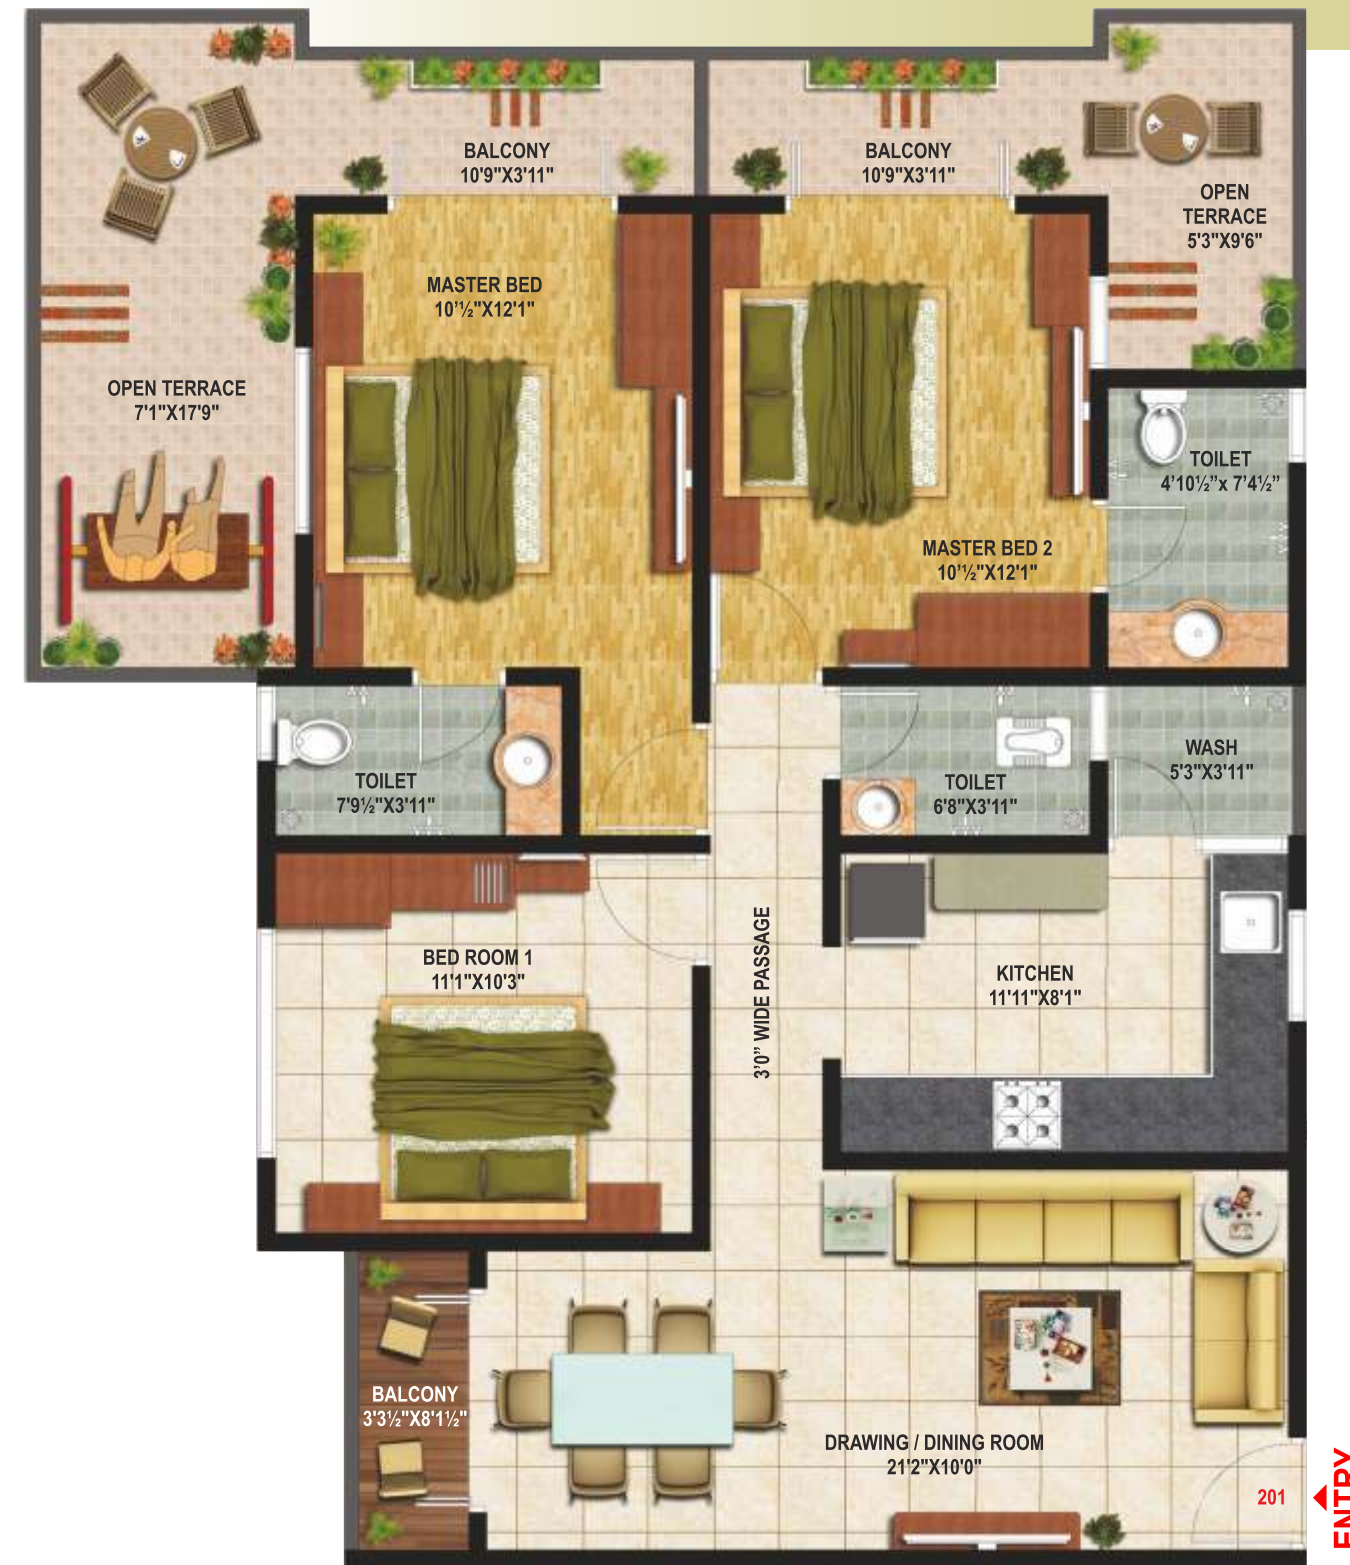 BALCONY
10'9"X3'11"
BALCONY
10'9"X3'11"
OPEN
TERRACE
5'3"X9'6"
MASTER BED
10'½"X12'1"
OPEN TERRACE
7'1"X17'9"
TOILET
4'10½"x 7'4½"
MASTER BED 2
10'½"X12'1"
TOILET
7'9½"X3'11"
TOILET
6'8"X3'11"
WASH
5'3"X3'11"
BED ROOM 1
11'1"X10'3"
3'0" WIDE PASSAGE
KITCHEN
11'11"X8'1"
BALCONY
3'3½"X8'1½"
DRAWING / DINING ROOM
21'2"X10'0"
201
ENTRY